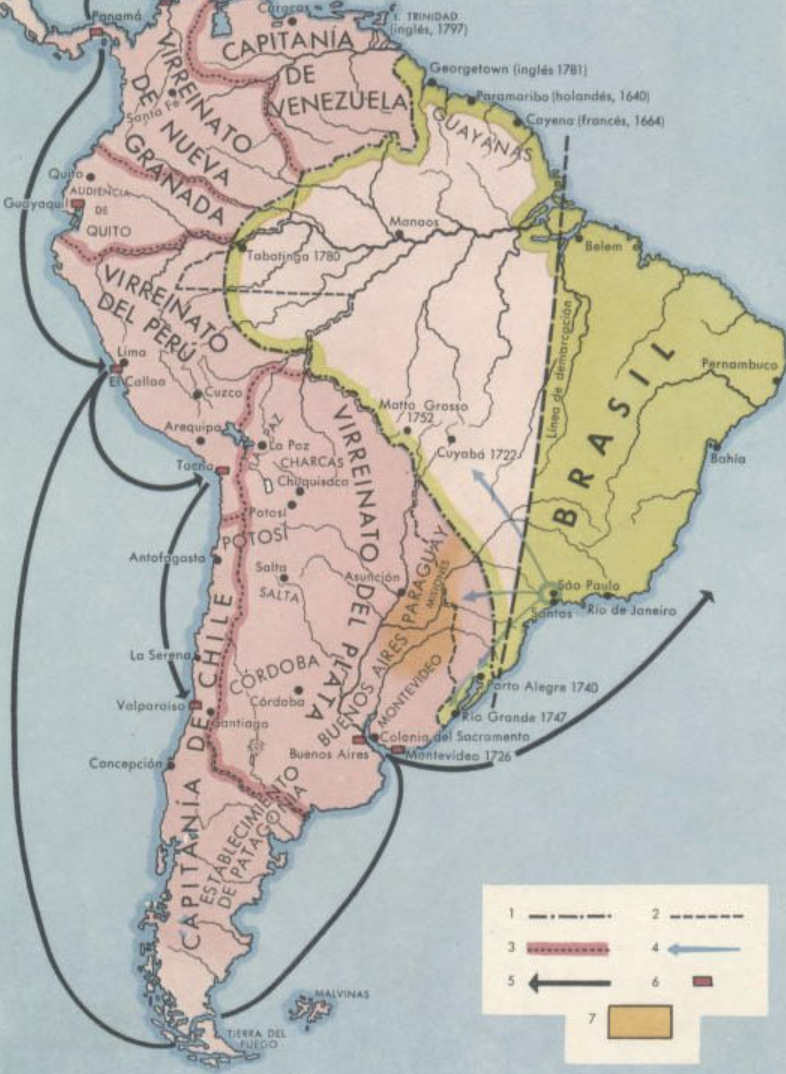 Panamá
Caracas
I. TRINIDAD
(inglés, 1797)
CAPITANÍA
DE
VENEZUELA
VIRREINATO
DE
NUEVA
GRANADA
Santa Fe
Georgetown (inglés 1781)
Paramaribo (holandés, 1640)
Cayena (francés, 1664)
GUAYANAS
Quito
Guayaquil
AUDIENCIA
DE
QUITO
Manaos
Tabatinga 1780
Belem
VIRREINATO
DEL PERÚ
Lima
El Callao
Cuzco
Línea de demarcación
BRASIL
Pernambuco
Arequipa
Tacna
LA PAZ
La Paz
CHARCAS
Chuquisaca
Potosí
POTOSÍ
VIRREINATO DEL PLATA
Matto Grosso
1752
Cuyabá 1722
Bahía
Antofagasta
Salta
SALTA
Asunción
PARAGUAY
MISIONES
São Paulo
Santos
Río de Janeiro
La Serena
CÓRDOBA
Córdoba
BUENOS AIRES
MONTEVIDEO
Porto Alegre 1740
Río Grande 1747
Valparaíso
Santiago
Colonia del Sacramento
Buenos Aires
Montevideo 1726
Concepción
CAPITANÍA DE CHILE
ESTABLECIMIENTO
DE PATAGONIA
MALVINAS
TIERRA DEL
FUEGO
1
2
3
4
5
6
7